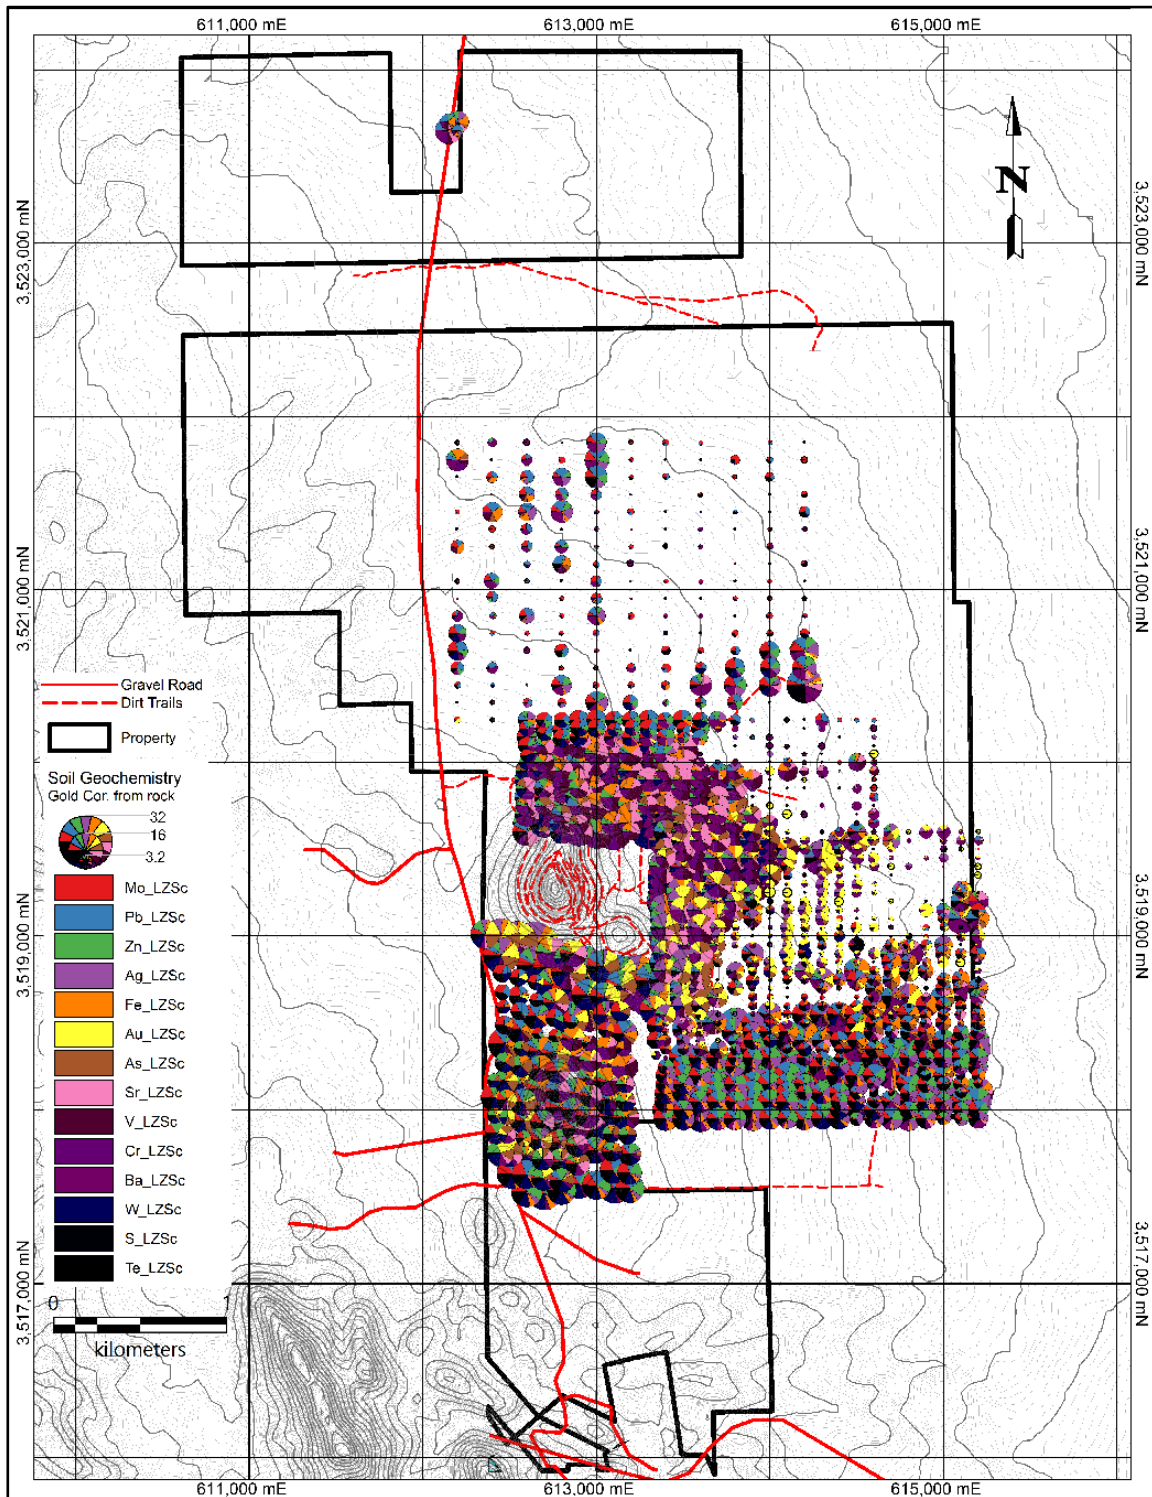 611,000 mE
613,000 mE
615,000 mE
N
3,523,000 mN
3,523,000 mN
3,521,000 mN
Gravel Road
Dirt Trails
Property
Soil Geochemistry
Gold Cor. from rock
32
16
3.2
Mo_LZSc
Pb_LZSc
Zn_LZSc
Ag_LZSc
Fe_LZSc
Au_LZSc
As_LZSc
Sr_LZSc
V_LZSc
Cr_LZSc
Ba_LZSc
W_LZSc
S_LZSc
Te_LZSc
3,519,000 mN
3,519,000 mN
3,517,000 mN
3,517,000 mN
0 1
kilometers
611,000 mE
613,000 mE
615,000 mE